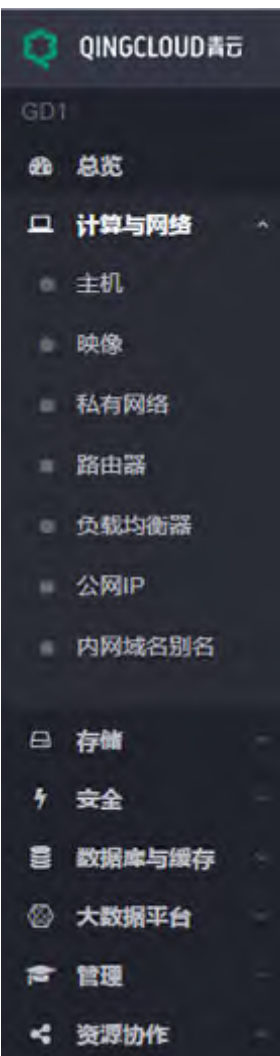 QINGCLOUD青云
GD1
总览
计算与网络
主机
映像
私有网络
路由器
负载均衡器
公网IP
内网域名别名
存储
安全
数据库与缓存
大数据平台
管理
资源协作